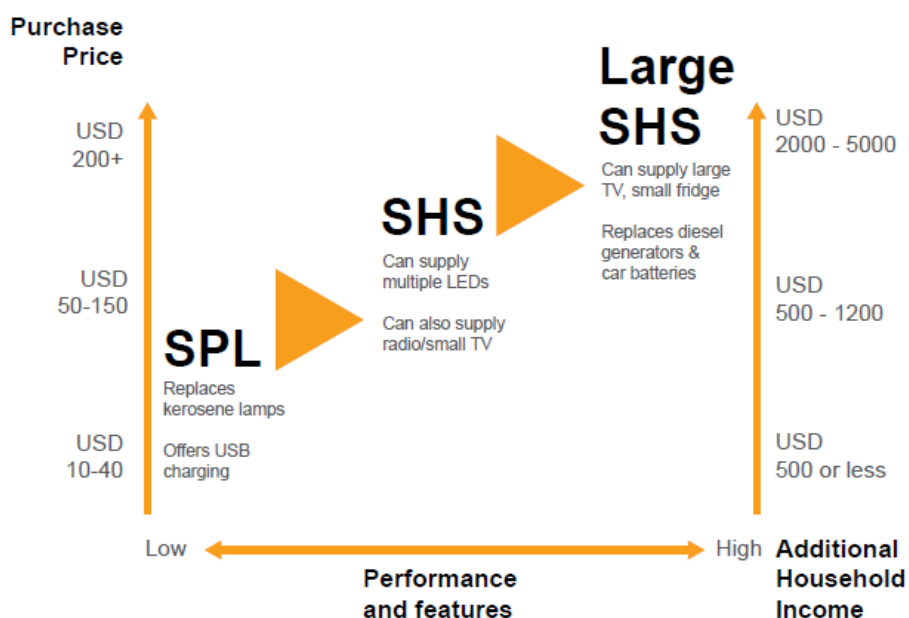 Purchase
Price
USD
200+
USD
50-150
USD
10-40
SPL
Replaces
kerosene lamps
Offers USB
charging
SHS
Can supply
multiple LEDs
Can also supply
radio/small TV
Large
SHS
Can supply large
TV, small fridge
Replaces diesel
generators &
car batteries
USD
2000 - 5000
USD
500 - 1200
USD
500 or less
Low
High
Performance
and features
Additional
Household
Income